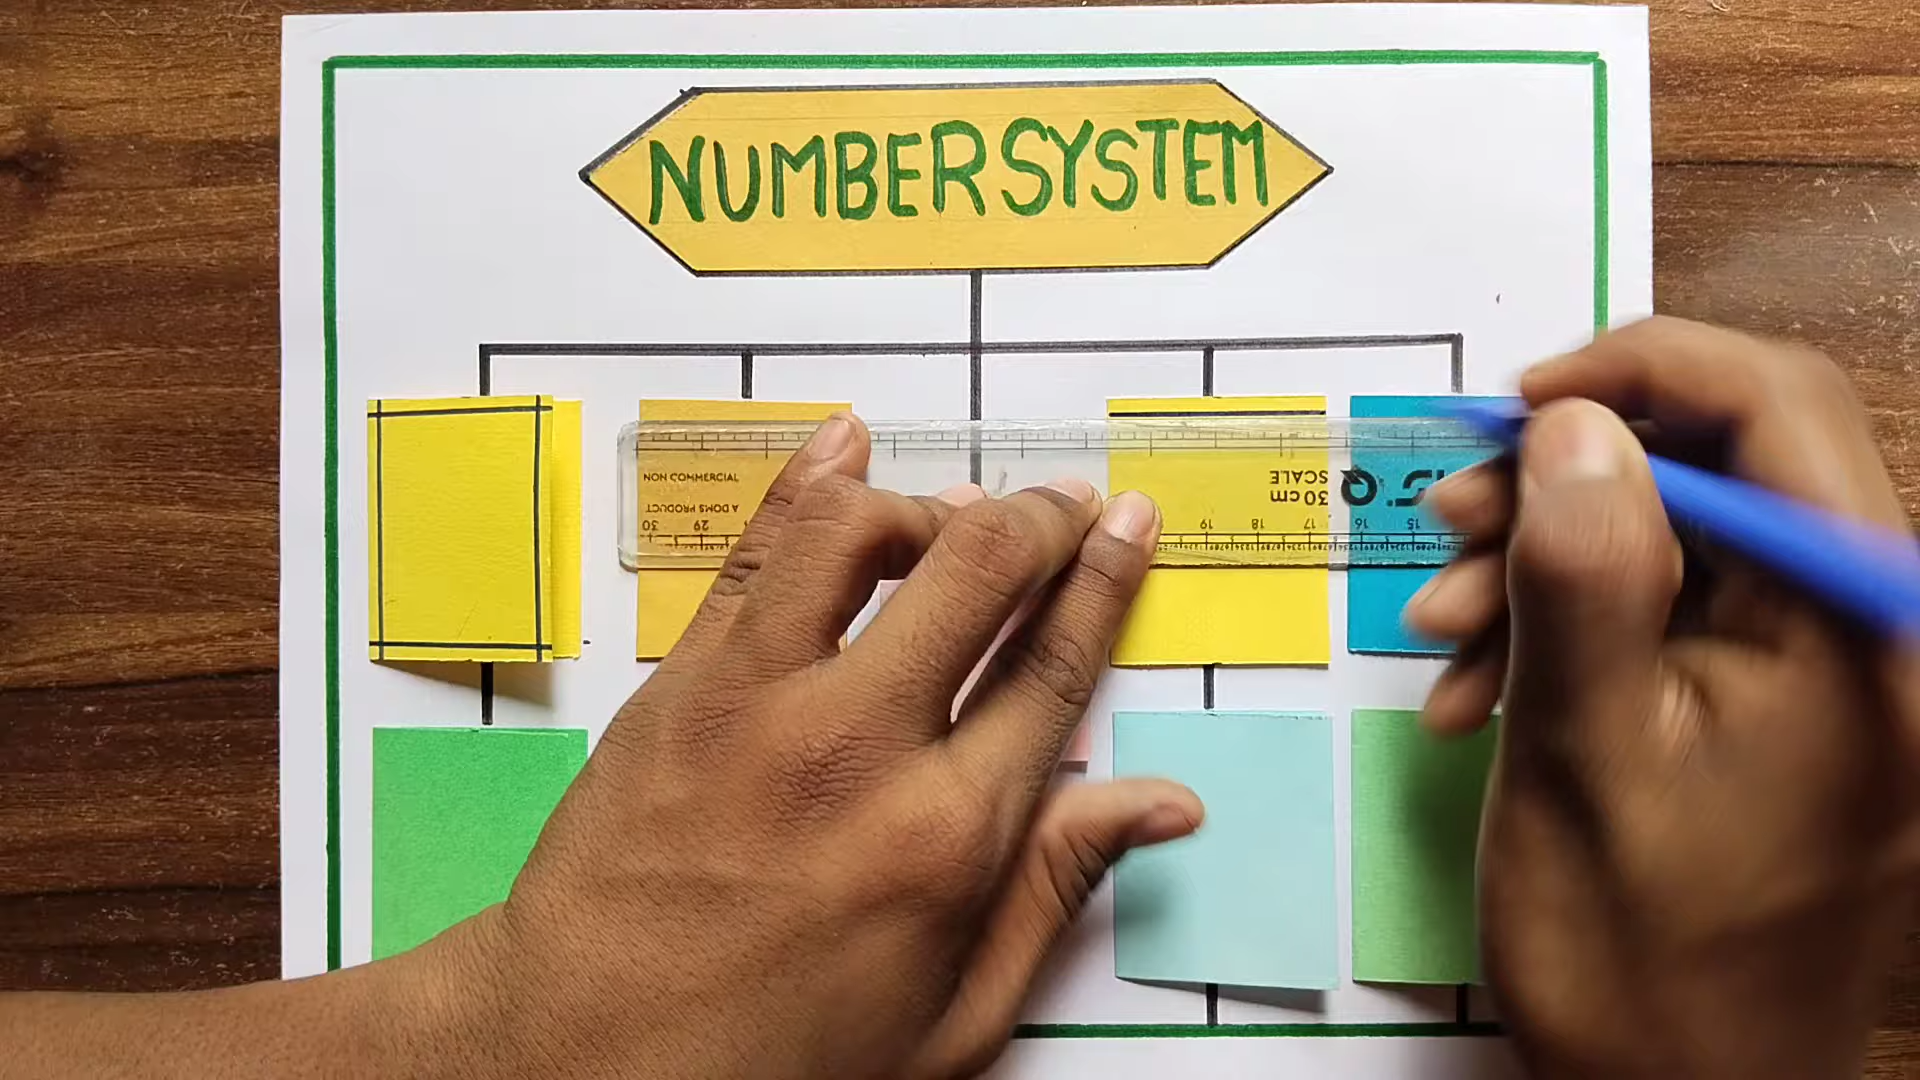 NUMBER SYSTEM
NON COMMERCIAL
A DOMS PRODUCT
30 29
SCALE
30 cm
19 18 17 16 15